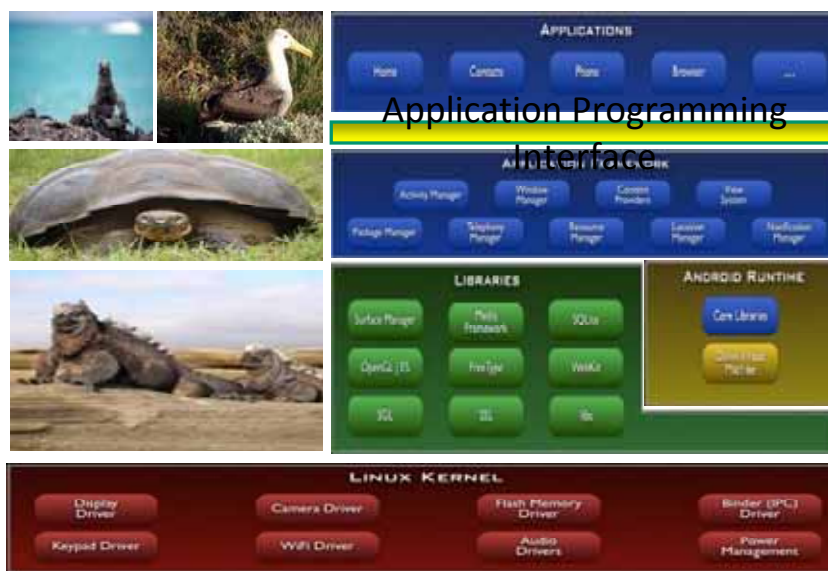 APPLICATIONS
Home
Contacts
Phone
Browser
...
Application Programming
Interface
APPLICATION FRAMEWORK
Activity Manager
Window
Manager
Content
Providers
View
System
Package Manager
Telephony
Manager
Resource
Manager
Location
Manager
Notification
Manager
LIBRARIES
Surface Manager
Media
Framework
SQLite
OpenGL | ES
FreeType
WebKit
SGL
SSL
libc
ANDROID RUNTIME
Core Libraries
Machine
LINUX KERNEL
Display
Driver
Camera Driver
Flash Memory
Driver
Binder (IPC)
Driver
Keypad Driver
WiFi Driver
Audio
Drivers
Power
Management